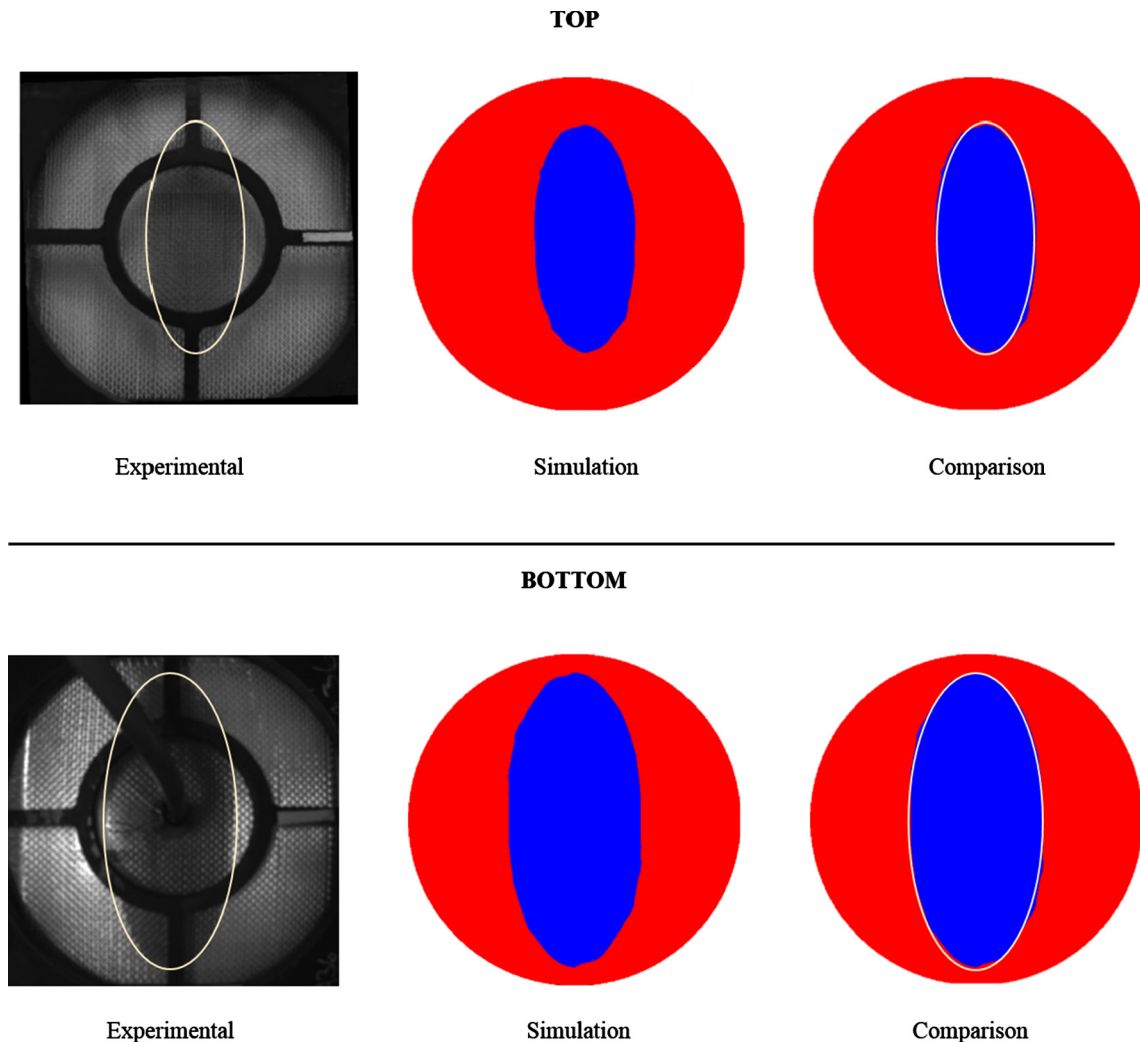 TOP
Experimental
Simulation
Comparison
BOTTOM
Experimental
Simulation
Comparison